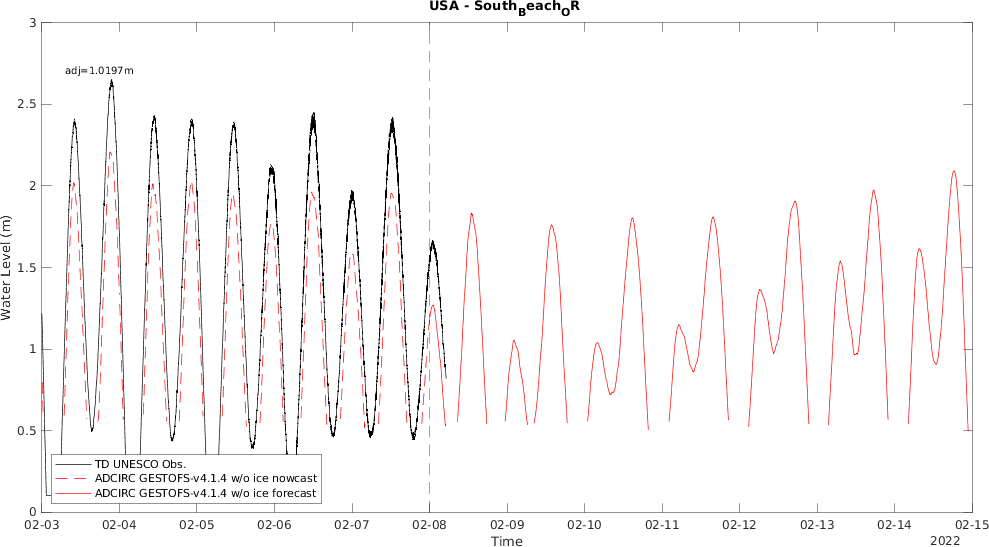 USA - SouthBeachOR
adj=1.0197m
3
2.5
2
1.5
1
0.5
0
Water Level (m)
TD UNESCO Obs.
ADCIRC GESTOFS-v4.1.4 w/o ice nowcast
ADCIRC GESTOFS-v4.1.4 w/o ice forecast
02-03 02-04 02-05 02-06 02-07 02-08 02-09 02-10 02-11 02-12 02-13 02-14 02-15
Time
2022